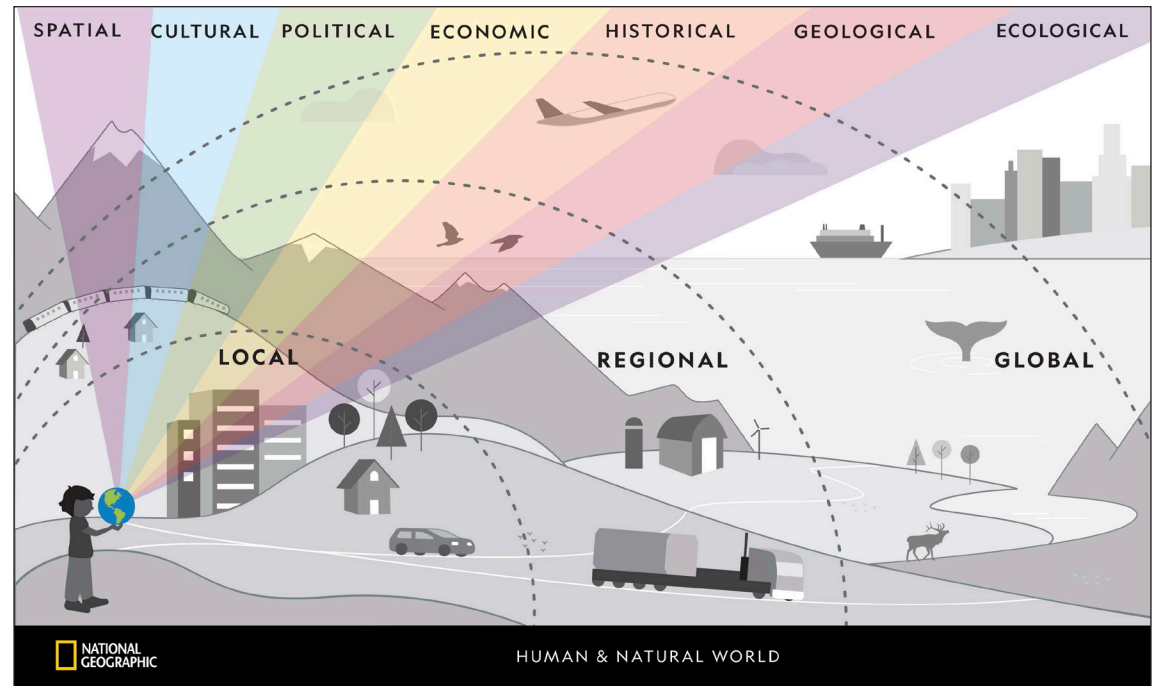 SPATIAL CULTURAL POLITICAL ECONOMIC HISTORICAL GEOLOGICAL ECOLOGICAL
LOCAL REGIONAL GLOBAL
NATIONAL
GEOGRAPHIC
HUMAN & NATURAL WORLD